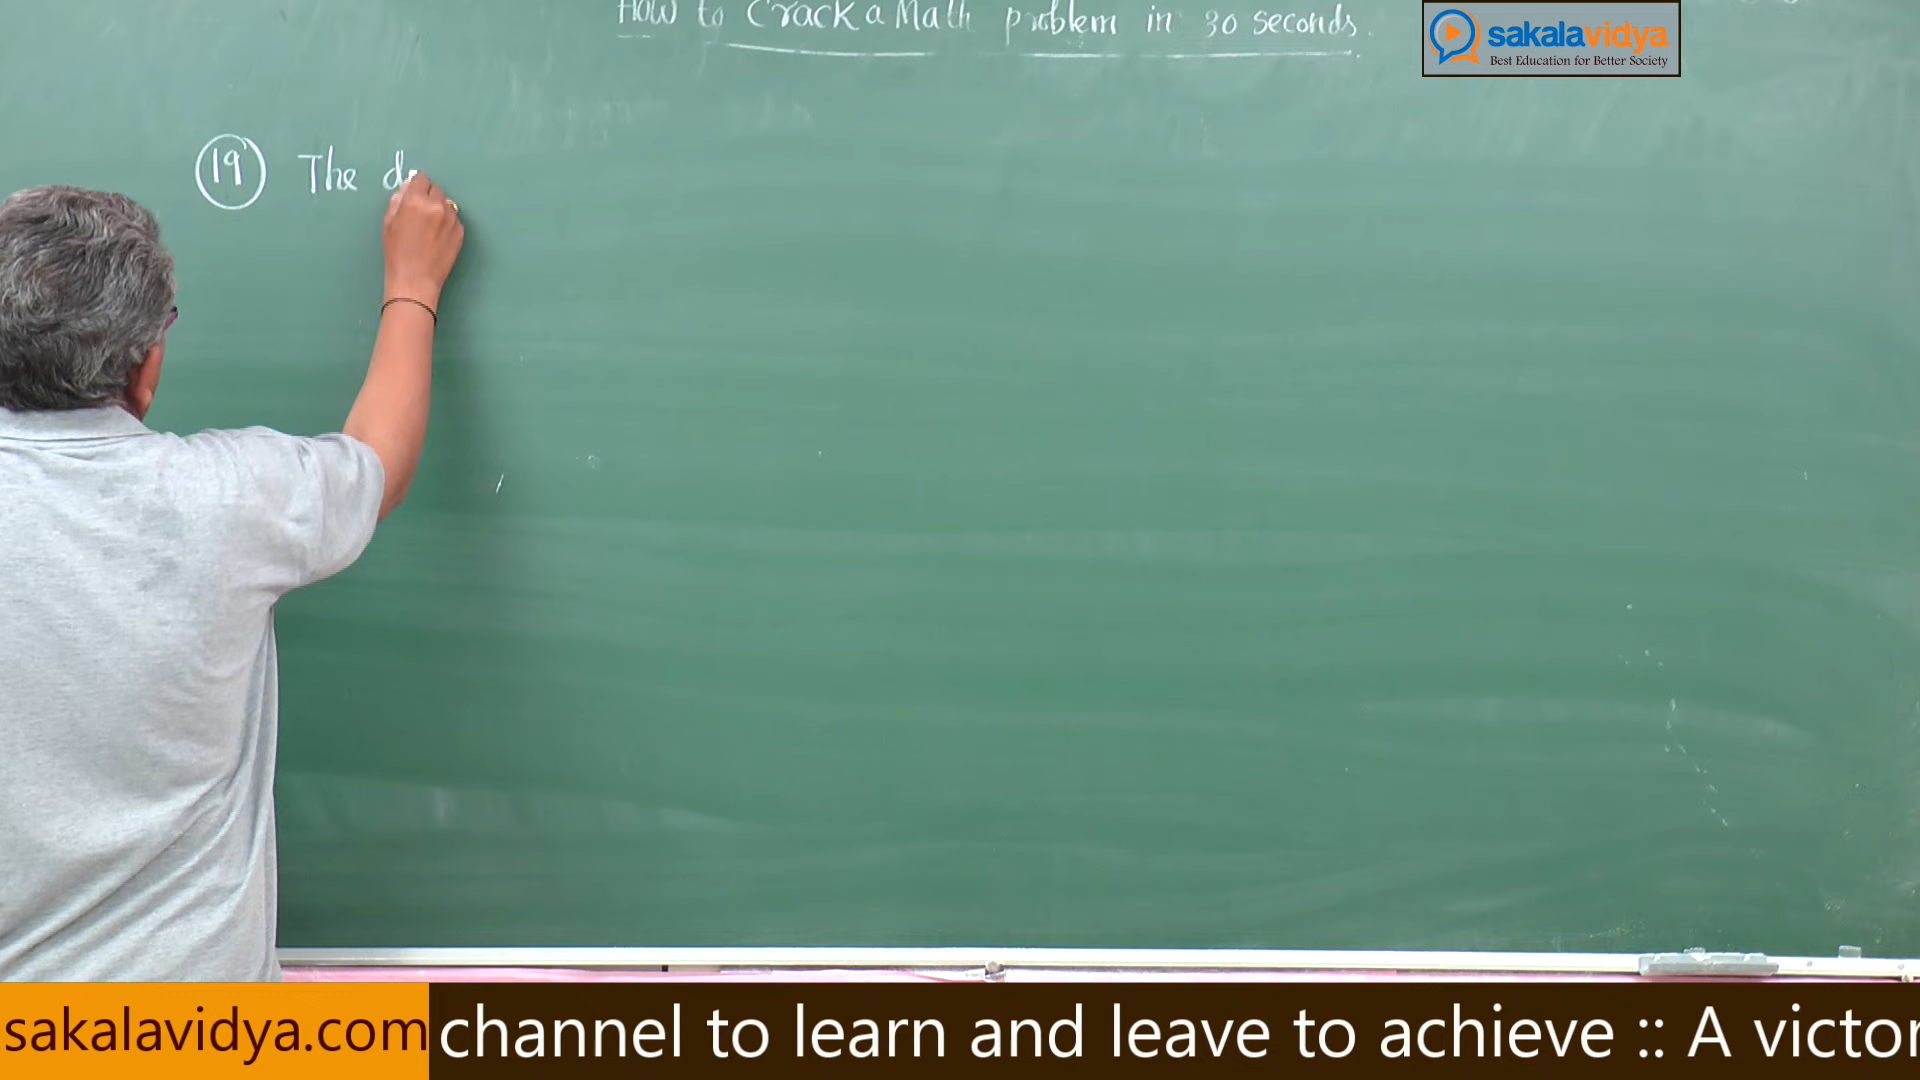 How to Crack a Math problem in 30 seconds.
sakalavidya
Best Education for Better Society
19 The
sakalavidya.com channel to learn and leave to achieve :: A victor